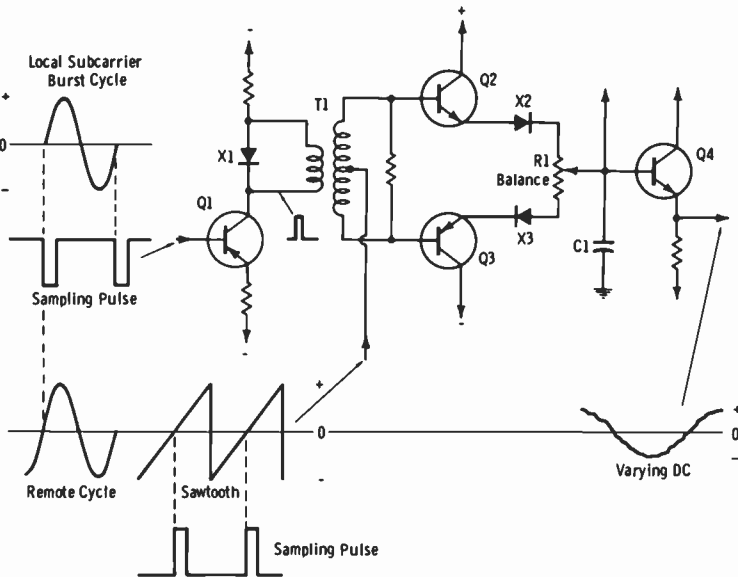 -
+
Local Subcarrier
Burst Cycle
T1
Q2
X2
+
0
-
X1
R1
Balance
Q4
Q1
X3
Q3
C1
Sampling Pulse
-
-
+
0
-
+
0
-
Remote Cycle
Sawtooth
Varying DC
Sampling Pulse